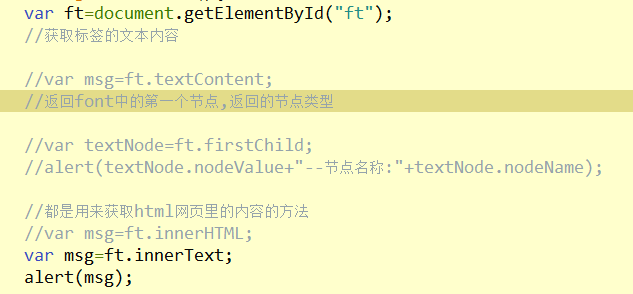 var ft=document.getElementById("ft");
//获取标签的文本内容
//var msg=ft.textContent;
//返回font中的第一个节点,返回的节点类型
//var textNode=ft.firstChild;
//alert(textNode.nodeValue+"--节点名称:"+textNode.nodeName);
//都是用来获取html网页里的内容的方法
//var msg=ft.innerHTML;
var msg=ft.innerText;
alert(msg);